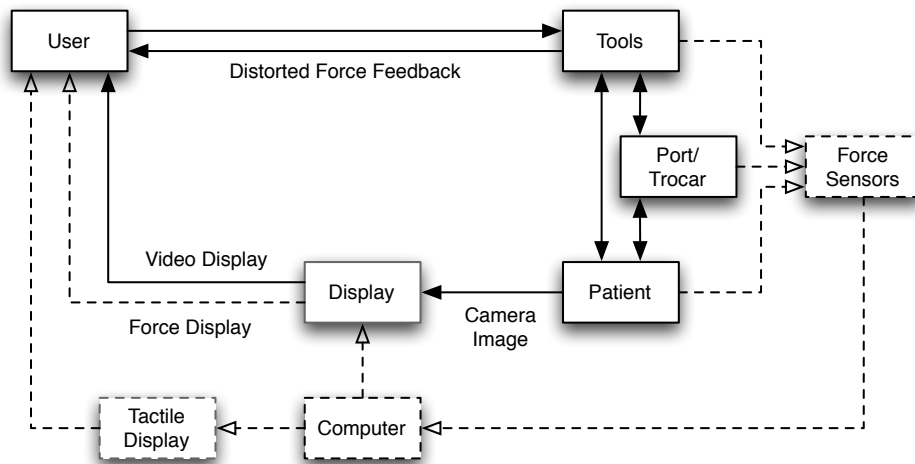 User
Tools
Distorted Force Feedback
Port/
Trocar
Force
Sensors
Video Display
Display
Patient
Force Display
Camera
Image
Tactile
Display
Computer